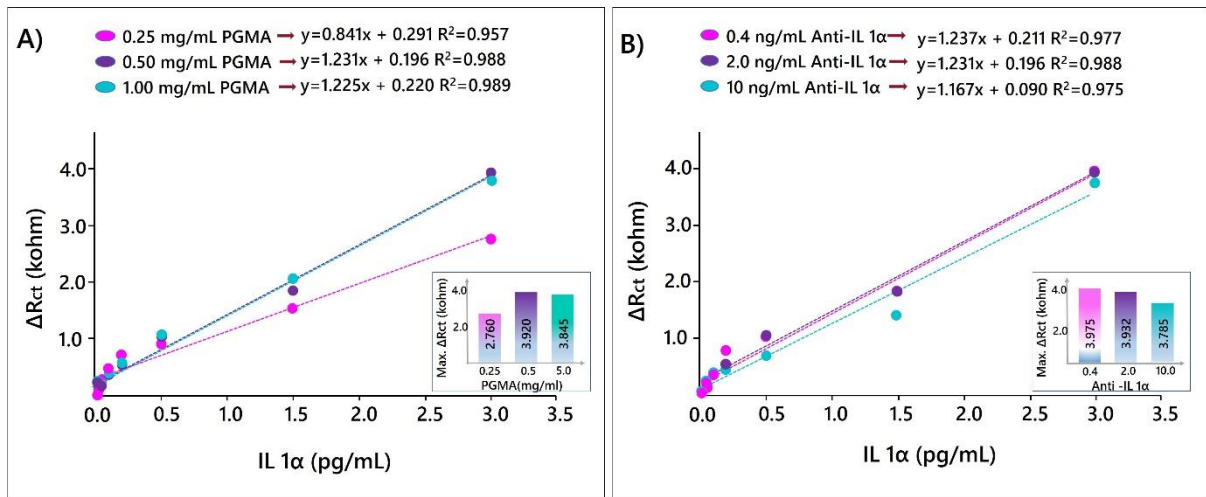 A)
0.25 mg/mL PGMA → y=0.841x + 0.291 R²=0.957
0.50 mg/mL PGMA → y=1.231x + 0.196 R²=0.988
1.00 mg/mL PGMA → y=1.225x + 0.220 R²=0.989
ΔRct (kohm)
4.0
3.0
2.0
1.0
0.0
0.0 0.5 1.0 1.5 2.0 2.5 3.0 3.5
IL 1α (pg/mL)
Max. ΔRct (kohm)
4.0
2.0
2.760 3.920 3.845
0.25 0.5 5.0
PGMA(mg/ml)
B)
0.4 ng/mL Anti-IL 1α → y=1.237x + 0.211 R²=0.977
2.0 ng/mL Anti-IL 1α → y=1.231x + 0.196 R²=0.988
10 ng/mL Anti-IL 1α → y=1.167x + 0.090 R²=0.975
ΔRct (kohm)
4.0
3.0
2.0
1.0
0.0
0.0 0.5 1.0 1.5 2.0 2.5 3.0 3.5
IL 1α (pg/mL)
Max. ΔRct (kohm)
4.0
2.0
3.975 3.932 3.785
0.4 2.0 10.0
Anti -IL 1α